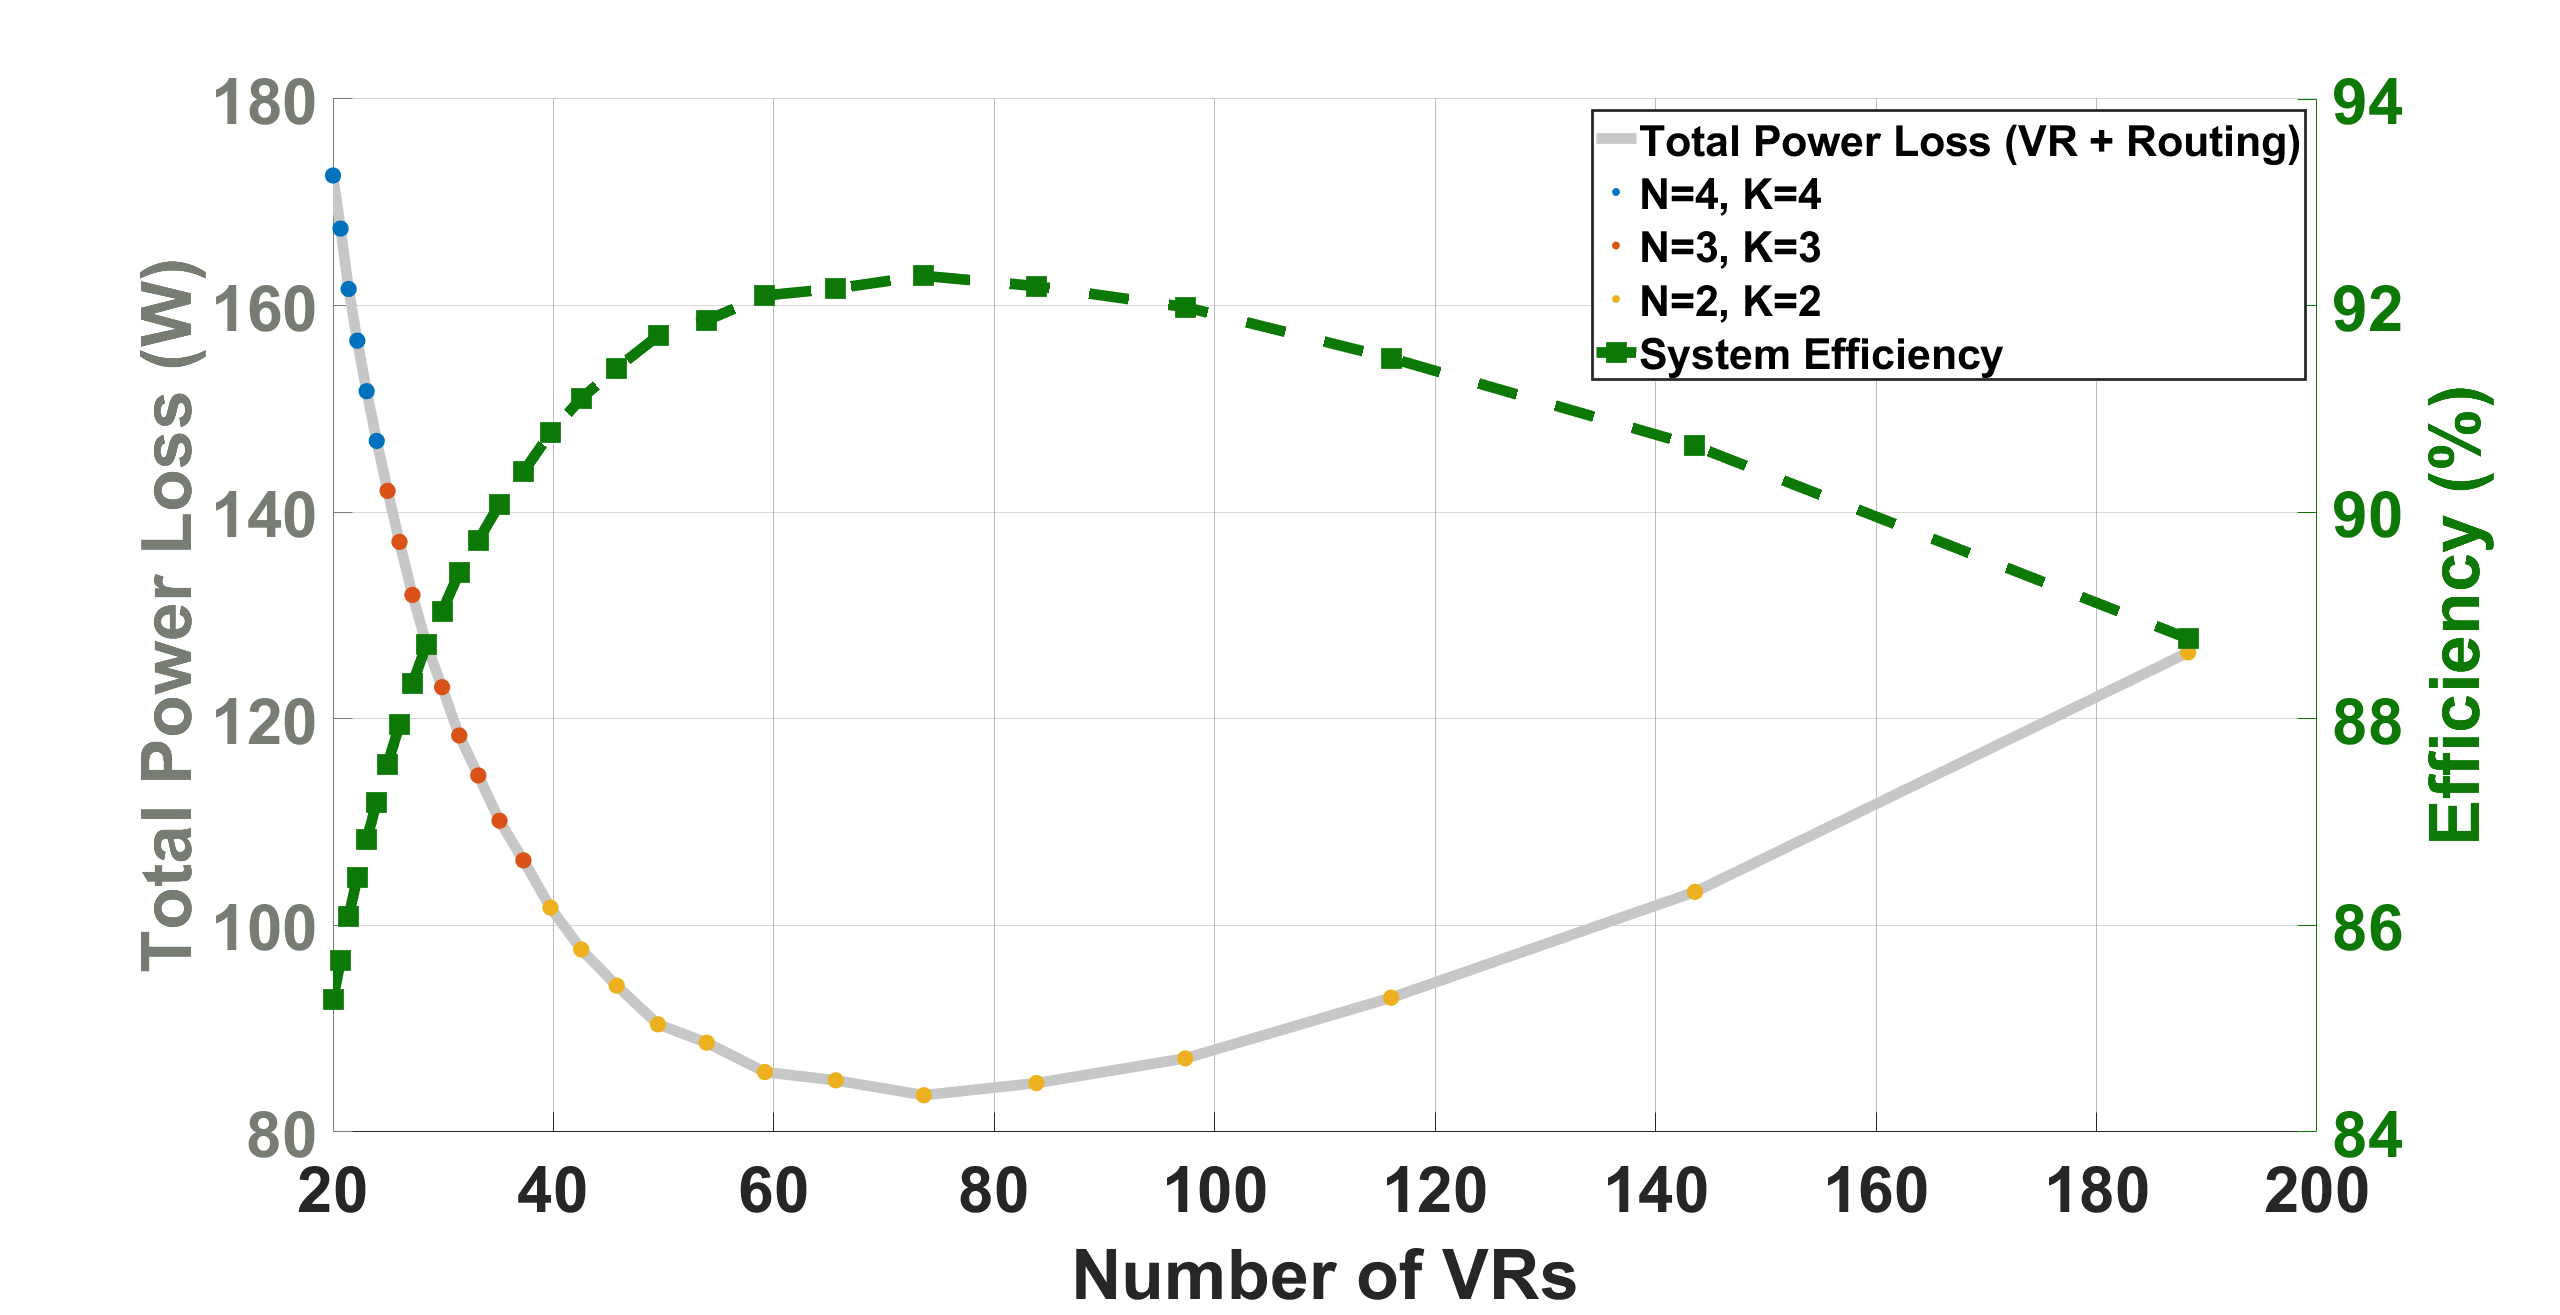 180
160
140
120
100
80
Total Power Loss (W)
94
92
90
88
86
84
Efficiency (%)
Total Power Loss (VR + Routing)
N=4, K=4
N=3, K=3
N=2, K=2
System Efficiency
20 40 60 80 100 120 140 160 180 200
Number of VRs